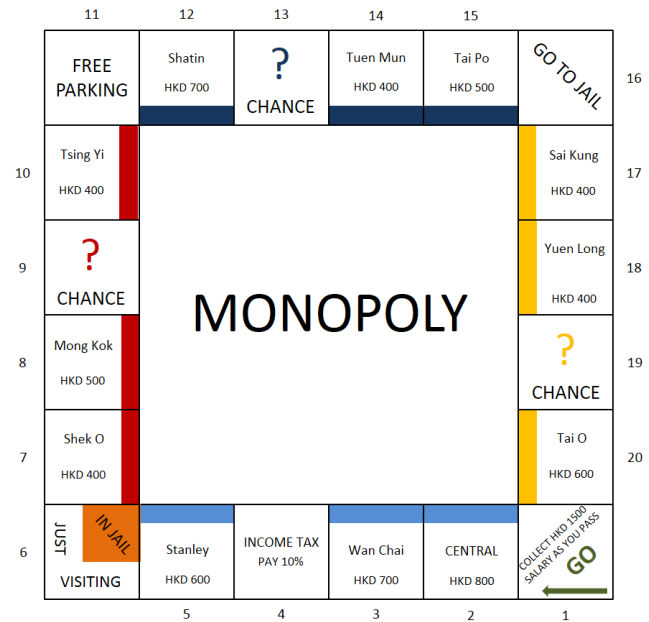 11
12
13
14
15
FREE
PARKING
Shatin
HKD 700
?
CHANCE
Tuen Mun
HKD 400
Tai Po
HKD 500
GO TO JAIL
16
10
Tsing Yi
HKD 400
Sai Kung
HKD 400
17
9
?
CHANCE
Yuen Long
HKD 400
18
MONOPOLY
8
Mong Kok
HKD 500
?
CHANCE
19
7
Shek O
HKD 400
Tai O
HKD 600
20
6
JUST
VISITING
IN JAIL
Stanley
HKD 600
INCOME TAX
PAY 10%
Wan Chai
HKD 700
CENTRAL
HKD 800
COLLECT HKD 1500
SALARY AS YOU PASS
GO
5
4
3
2
1